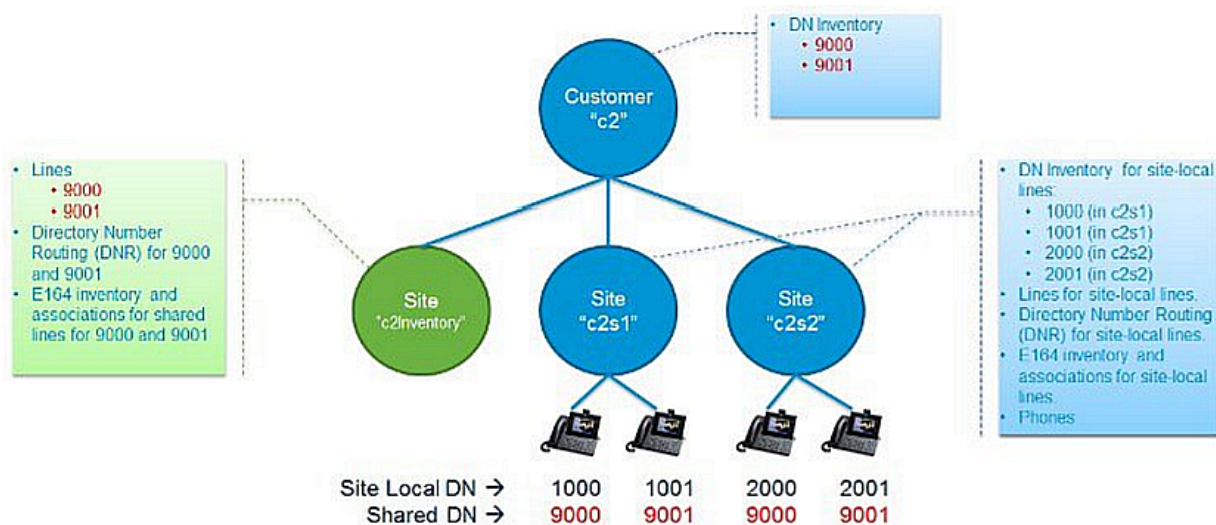 • DN Inventory
• 9000
• 9001
Customer
"c2"
• Lines
• 9000
• 9001
• Directory Number
Routing (DNR) for 9000
and 9001
• E164 inventory and
associations for shared
lines for 9000 and 9001
• DN Inventory for site-local
lines:
• 1000 (in c2s1)
• 1001 (in c2s1)
• 2000 (in c2s2)
• 2001 (in c2s2)
• Lines for site-local lines.
• Directory Number Routing
(DNR) for site-local lines.
• E164 inventory and
associations for site-local
lines
• Phones
Site
"c2Inventory"
Site
"c2s1"
Site
"c2s2"
Site Local DN → 1000 1001 2000 2001
Shared DN → 9000 9001 9000 9001